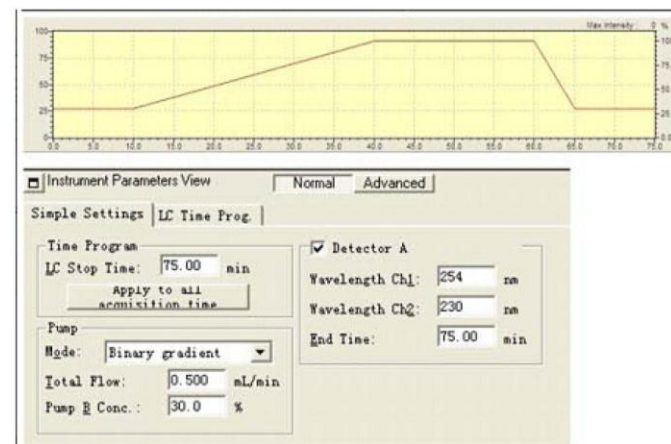 Max Intensity : 0 %
100
75
50
25
0
100
75.
50.
25.
0.0 5.0 10.0 15.0 20.0 25.0 30.0 35.0 40.0 45.0 50.0 55.0 60.0 65.0 70.0 75.0
Instrument Parameters View Normal Advanced
Simple Settings LC Time Prog.
Time Program
LC Stop Time: 75.00 min
Apply to all
acquisition time
Pump
Mode: Binary gradient
Total Flow: 0.500 mL/min
Pump B Conc.: 30.0 %
Detector A
Wavelength Ch1: 254 nm
Wavelength Ch2: 230 nm
End Time: 75.00 min